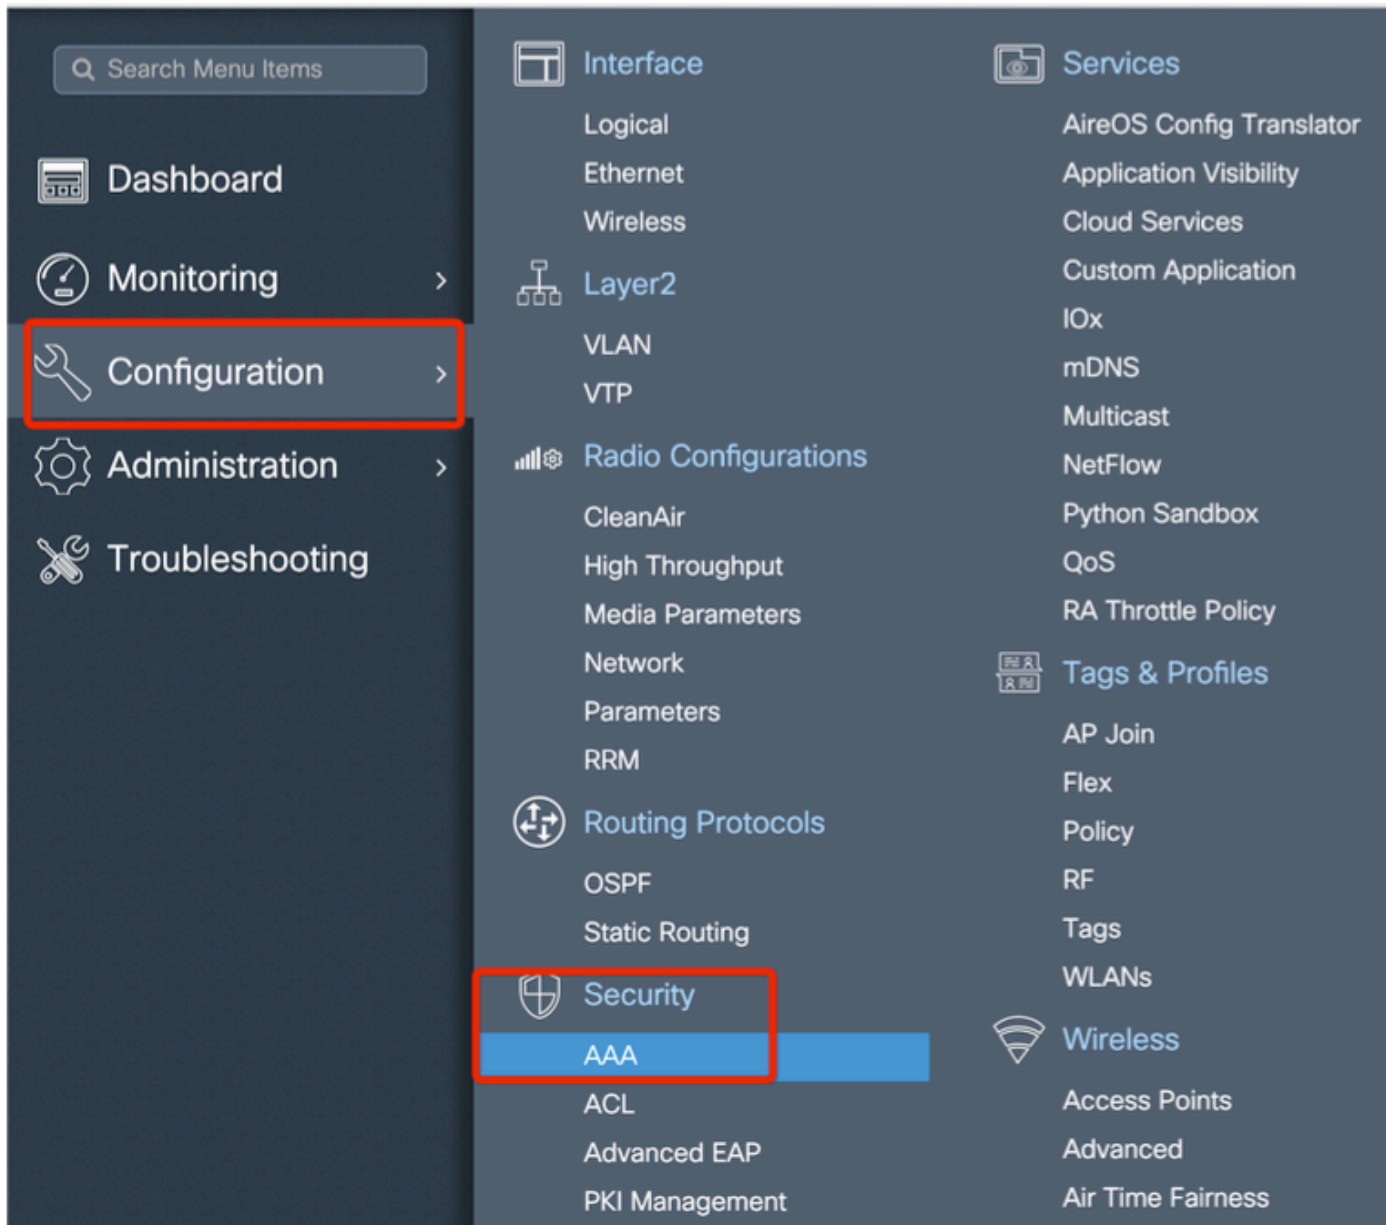 Search Menu Items
Dashboard
Monitoring
Configuration
Administration
Troubleshooting
Interface
Logical
Ethernet
Wireless
Layer2
VLAN
VTP
Radio Configurations
CleanAir
High Throughput
Media Parameters
Network
Parameters
RRM
Routing Protocols
OSPF
Static Routing
Security
AAA
ACL
Advanced EAP
PKI Management
Services
AireOS Config Translator
Application Visibility
Cloud Services
Custom Application
IOx
mDNS
Multicast
NetFlow
Python Sandbox
QoS
RA Throttle Policy
Tags & Profiles
AP Join
Flex
Policy
RF
Tags
WLANs
Wireless
Access Points
Advanced
Air Time Fairness